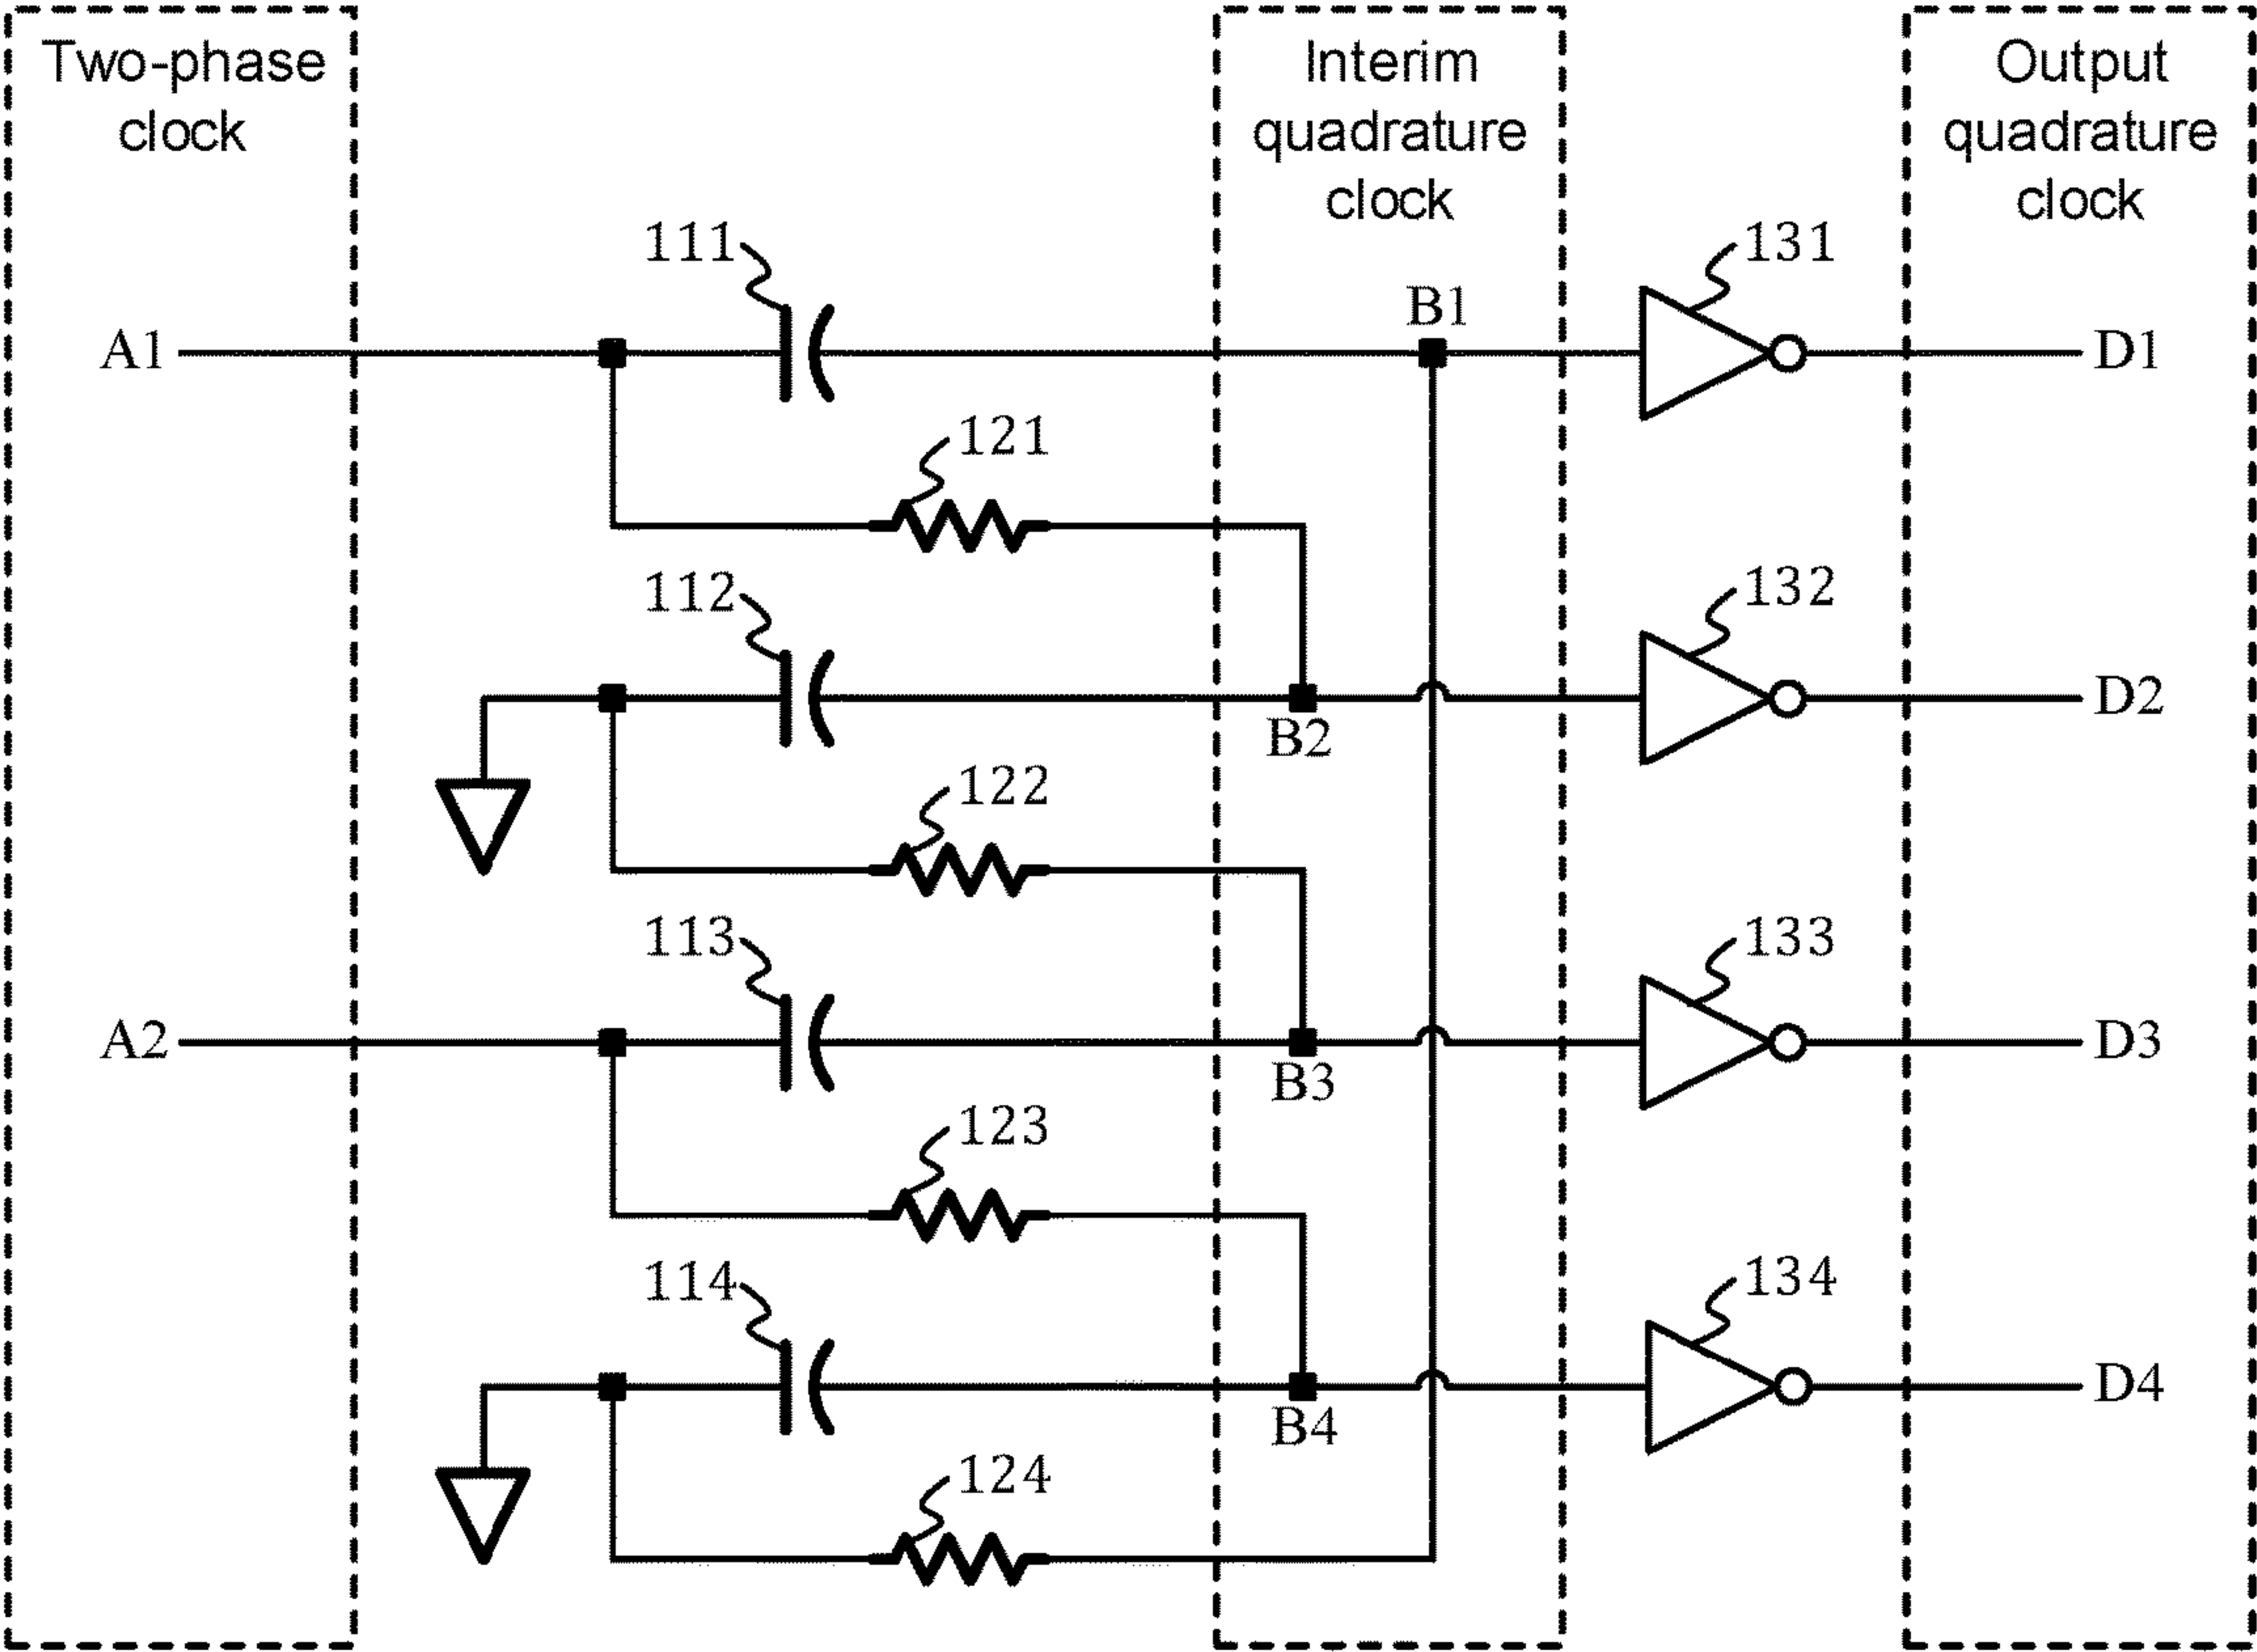 Two-phase
clock
Interim
quadrature
clock
Output
quadrature
clock
111
131
A1
B1
D1
121
112
132
B2
D2
122
113
133
A2
B3
D3
123
114
134
B4
D4
124